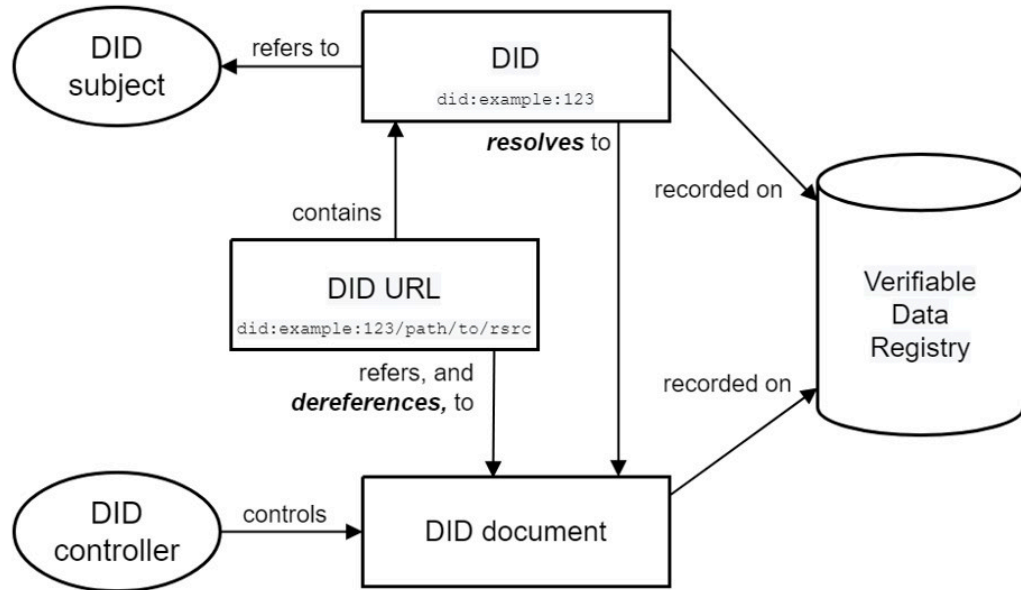 DID
subject
refers to
DID
did:example:123
resolves to
recorded on
contains
DID URL
did:example:123/path/to/rsrc
Verifiable
Data
Registry
refers, and
dereferences, to
recorded on
DID
controller
controls
DID document